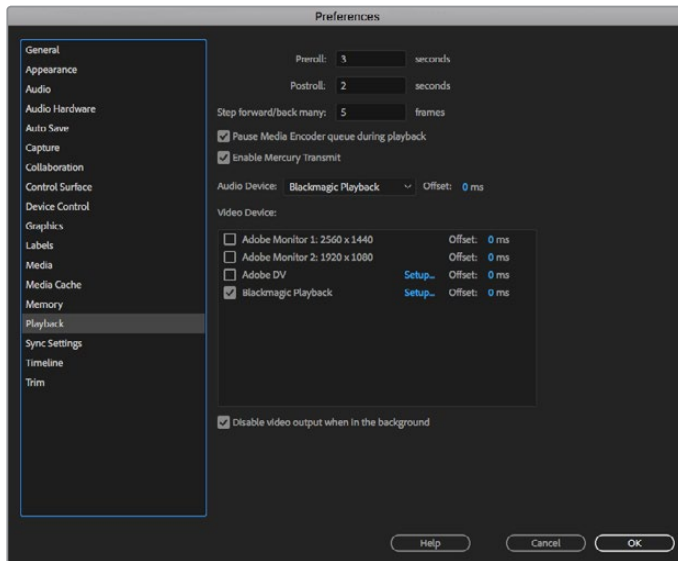 Preferences
General
Appearance
Audio
Audio Hardware
Auto Save
Capture
Collaboration
Control Surface
Device Control
Graphics
Labels
Media
Media Cache
Memory
Playback
Sync Settings
Timeline
Trim
Preroll: 3 seconds
Postroll: 2 seconds
Step forward/back many: 5 frames
Pause Media Encoder queue during playback
Enable Mercury Transmit
Audio Device: Blackmagic Playback Offset: 0 ms
Video Device:
Adobe Monitor 1: 2560 x 1440 Offset: 0 ms
Adobe Monitor 2: 1920 x 1080 Offset: 0 ms
Adobe DV Setup... Offset: 0 ms
Blackmagic Playback Setup... Offset: 0 ms
Disable video output when in the background
Help Cancel OK